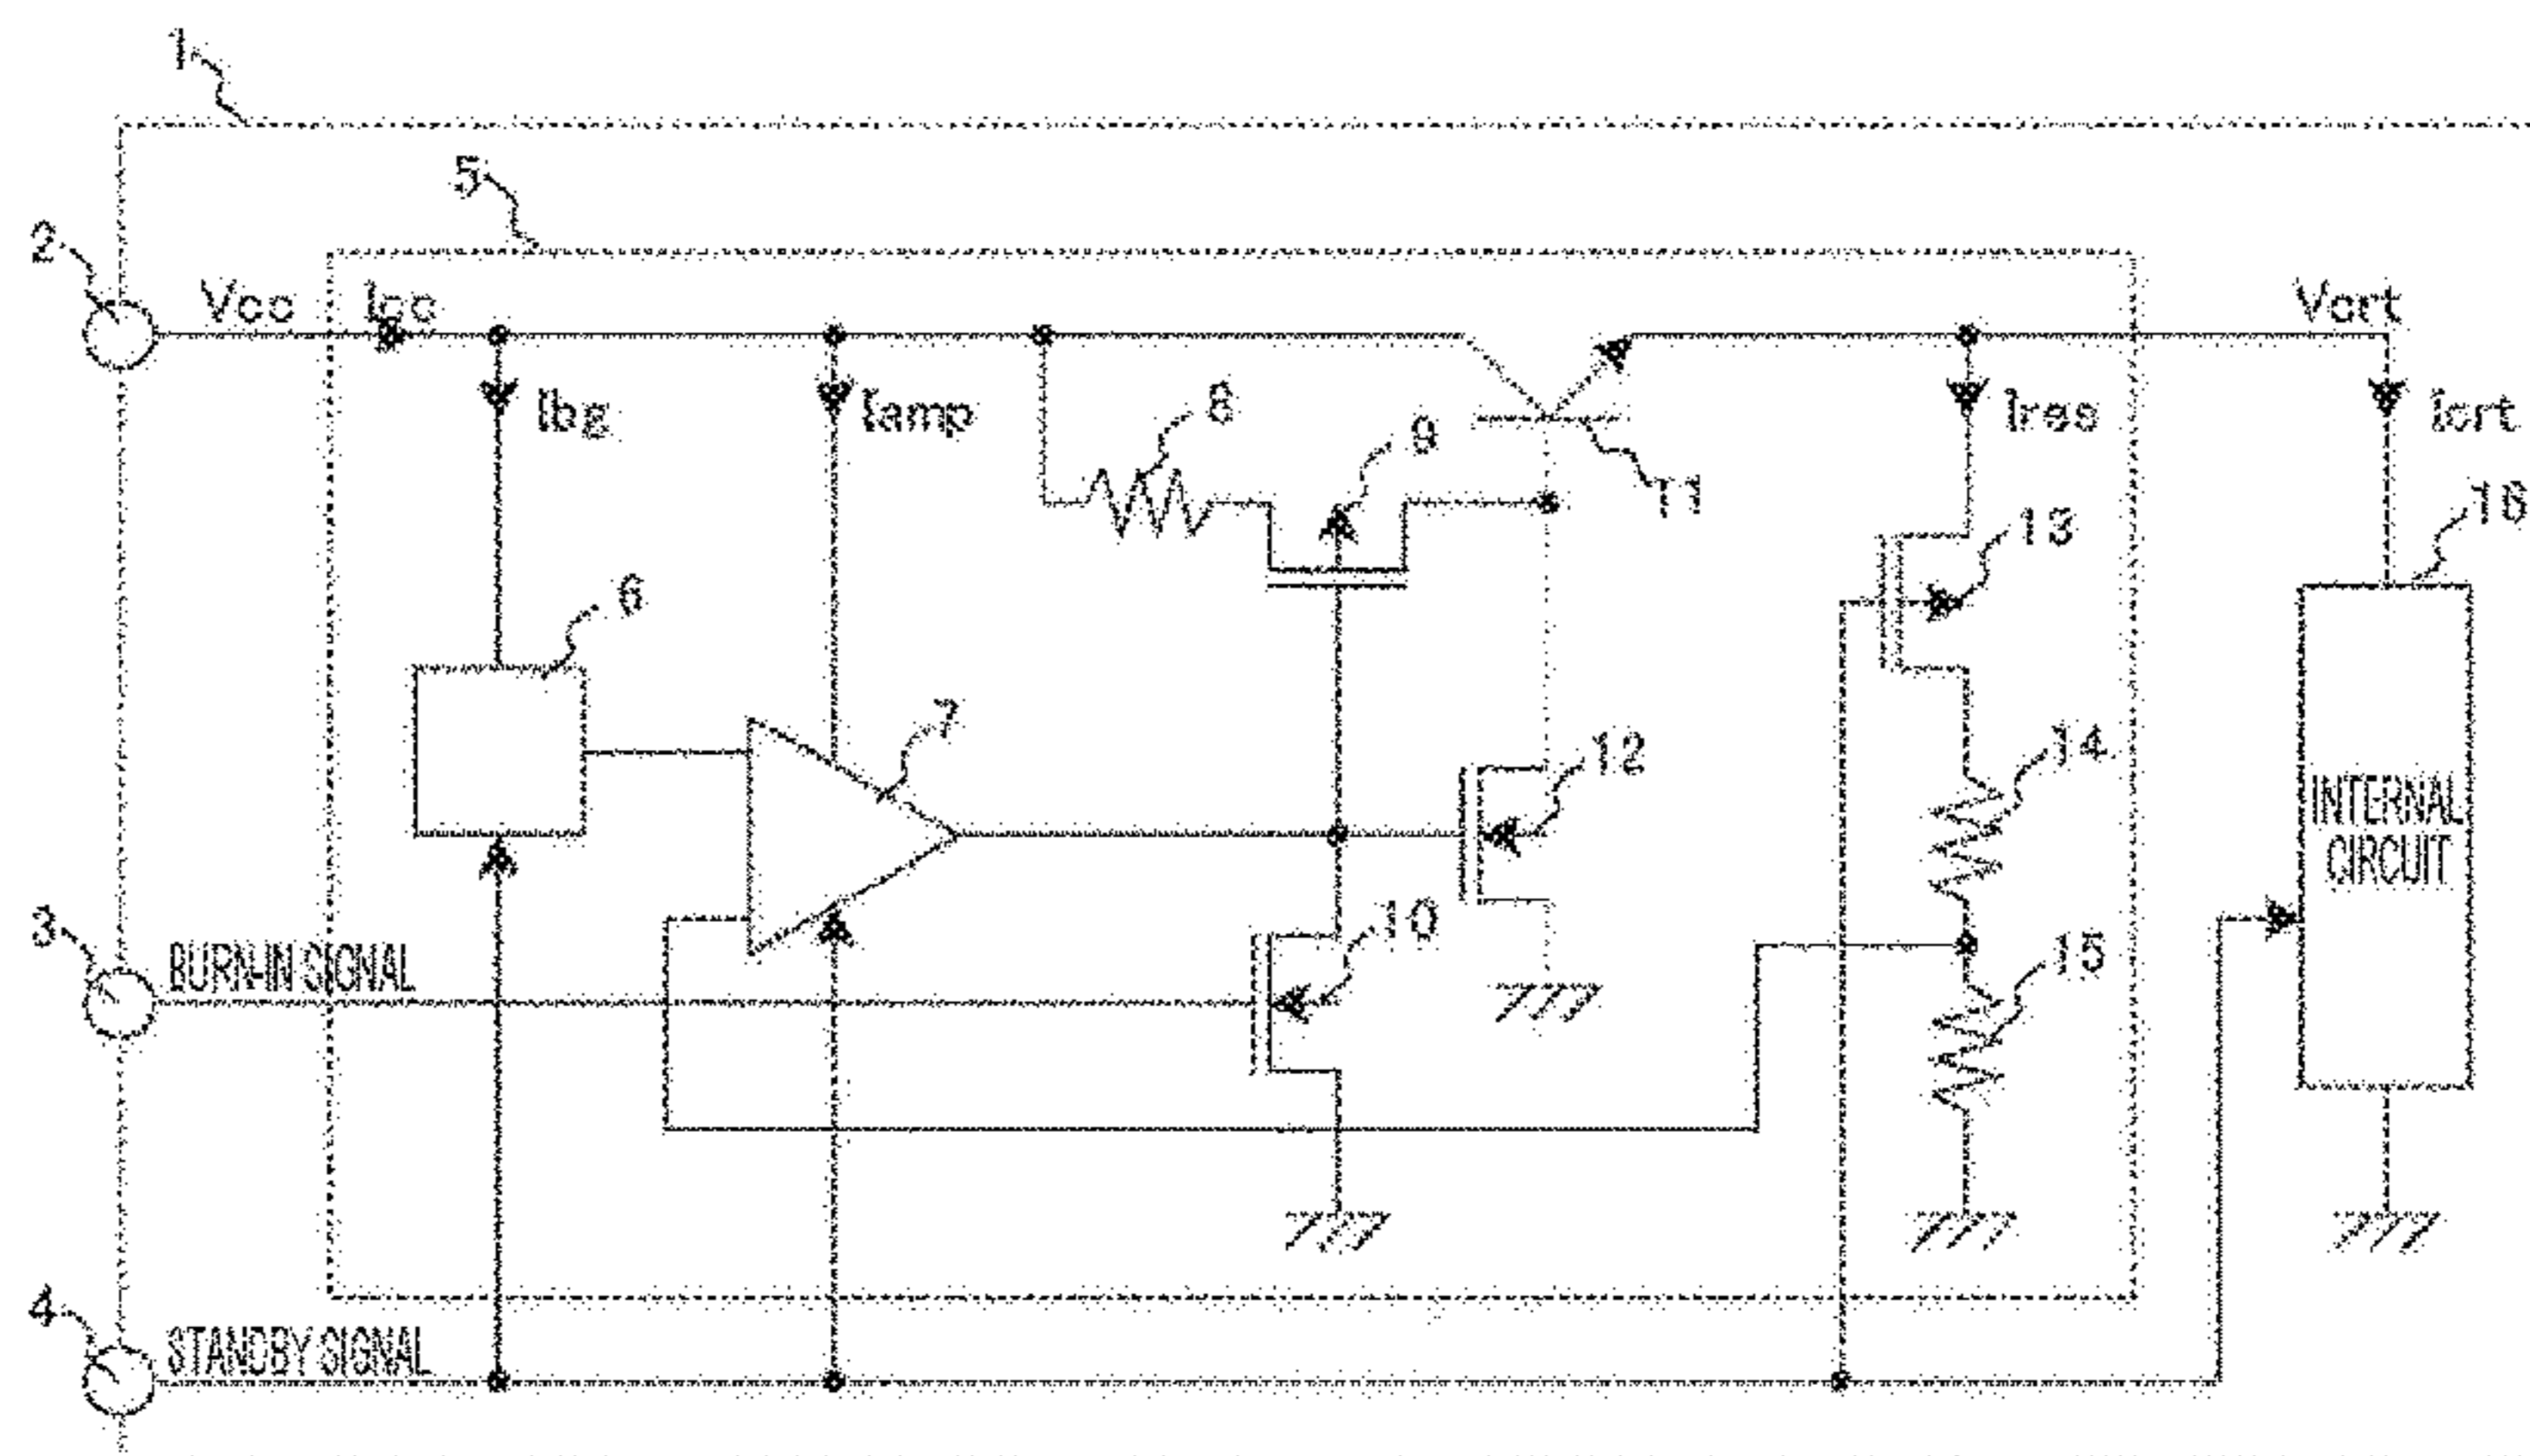 1
5
2
Vcc
Icc
Vcrt
Ibg
Iamp
8
9
11
Ires
Icrt
16
13
6
7
12
14
INTERNAL
CIRCUIT
3
BURN-IN SIGNAL
10
15
4
STANDBY SIGNAL